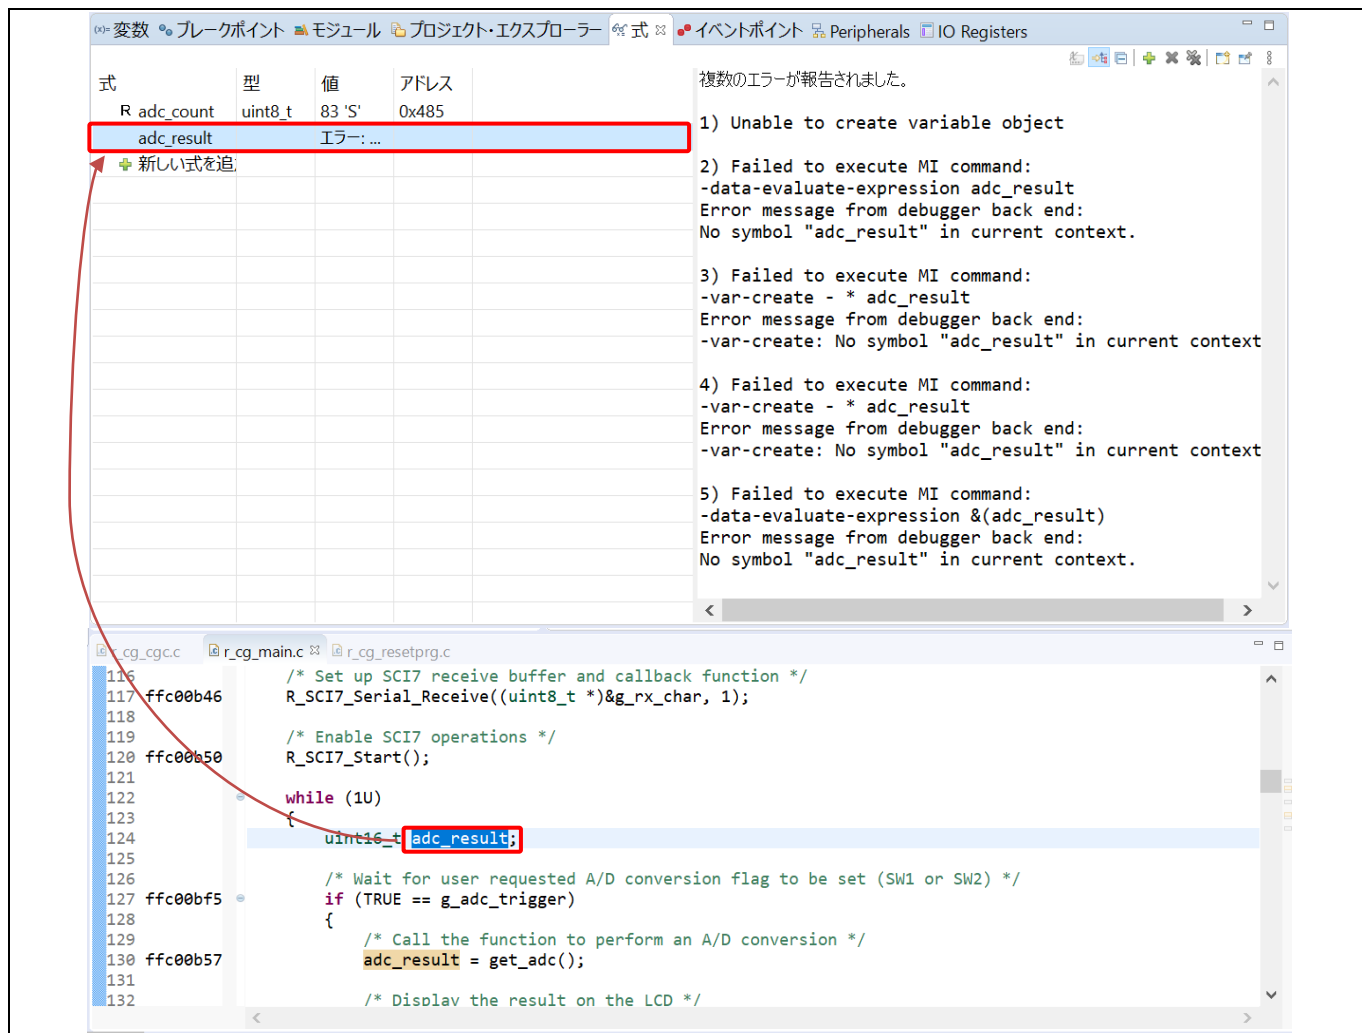 変数 ブレークポイント モジュール プロジェクト・エクスプローラー 式 イベントポイント Peripherals IO Registers
式 型 値 アドレス
R adc_count uint8_t 83 'S' 0x485
adc_result エラー: ...
新しい式を追
複数のエラーが報告されました。
1) Unable to create variable object
2) Failed to execute MI command:
-data-evaluate-expression adc_result
Error message from debugger back end:
No symbol "adc_result" in current context.
3) Failed to execute MI command:
-var-create - * adc_result
Error message from debugger back end:
-var-create: No symbol "adc_result" in current context
4) Failed to execute MI command:
-var-create - * adc_result
Error message from debugger back end:
-var-create: No symbol "adc_result" in current context
5) Failed to execute MI command:
-data-evaluate-expression &(adc_result)
Error message from debugger back end:
No symbol "adc_result" in current context.
r_cg_cgc.c r_cg_main.c r_cg_resetprg.c
116 /* Set up SCI7 receive buffer and callback function */
117 ffc00b46 R_SCI7_Serial_Receive((uint8_t *)&g_rx_char, 1);
118
119 /* Enable SCI7 operations */
120 ffc00b50 R_SCI7_Start();
121
122 while (1U)
123 {
124 uint16_t adc_result;
125
126 /* Wait for user requested A/D conversion flag to be set (SW1 or SW2) */
127 ffc00bf5 if (TRUE == g_adc_trigger)
128 {
129 /* Call the function to perform an A/D conversion */
130 ffc00b57 adc_result = get_adc();
131
132 /* Display the result on the LCD */